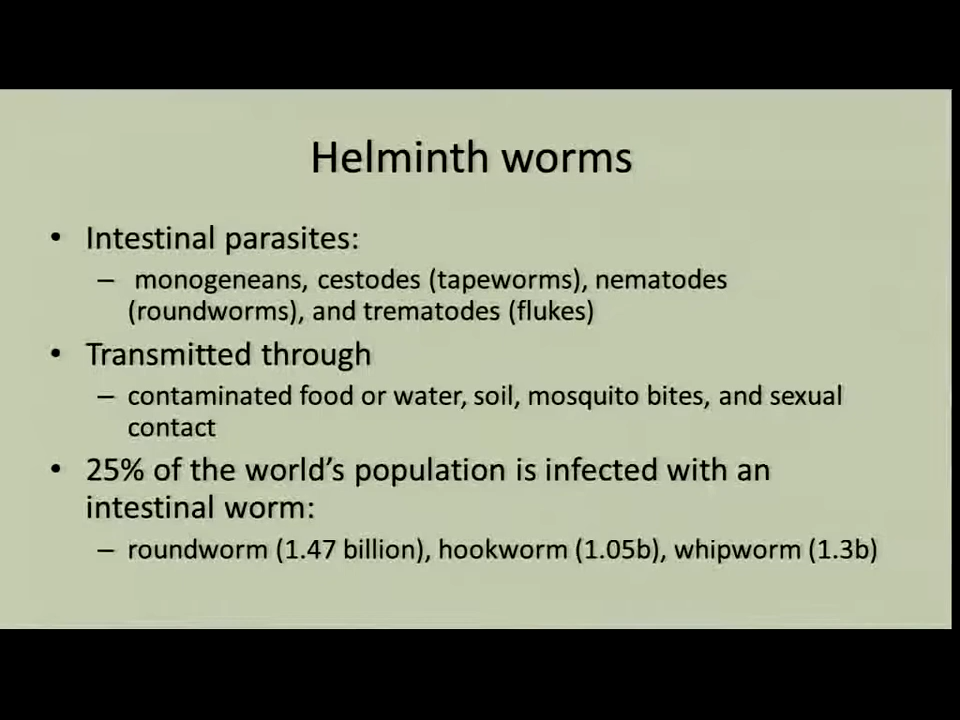 Helminth worms
• Intestinal parasites:
– monogeneans, cestodes (tapeworms), nematodes
(roundworms), and trematodes (flukes)
• Transmitted through
– contaminated food or water, soil, mosquito bites, and sexual
contact
• 25% of the world's population is infected with an
intestinal worm:
– roundworm (1.47 billion), hookworm (1.05b), whipworm (1.3b)